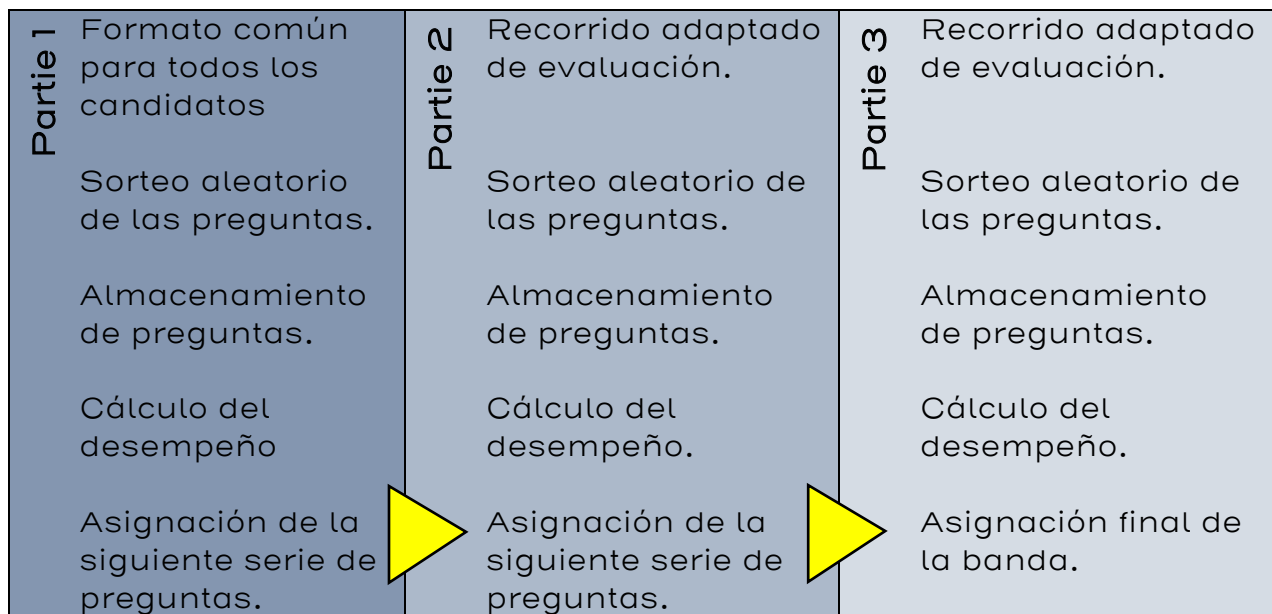 Partie 1
Formato común
para todos los
candidatos
Sorteo aleatorio
de las preguntas.
Almacenamiento
de preguntas.
Cálculo del
desempeño
Asignación de la
siguiente serie de
preguntas.
Partie 2
Recorrido adaptado
de evaluación.
Sorteo aleatorio de
las preguntas.
Almacenamiento
de preguntas.
Cálculo del
desempeño.
Asignación de la
siguiente serie de
preguntas.
Partie 3
Recorrido adaptado
de evaluación.
Sorteo aleatorio de
las preguntas.
Almacenamiento
de preguntas.
Cálculo del
desempeño.
Asignación final de
la banda.